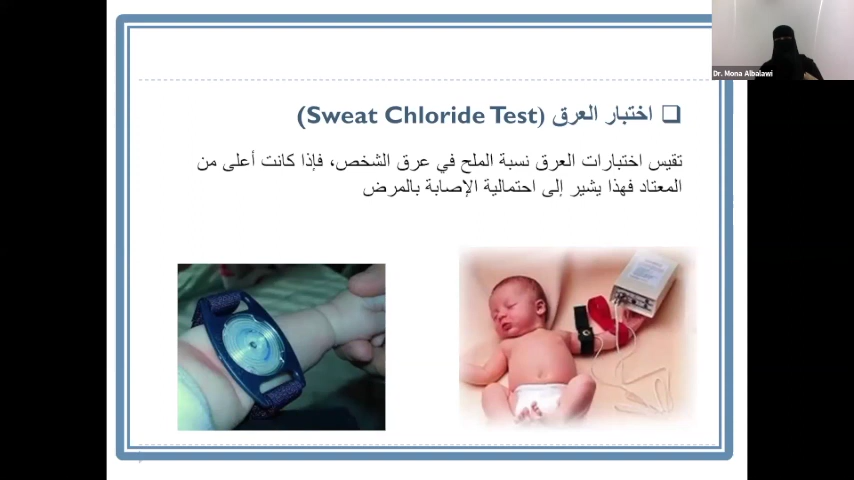 Dr. Mona Albalawi
❑ اختبار العرق (Sweat Chloride Test)
تقيس اختبارات العرق نسبة الملح في عرق الشخص، فإذا كانت أعلى من
المعتاد فهذا يشير إلى احتمالية الإصابة بالمرض